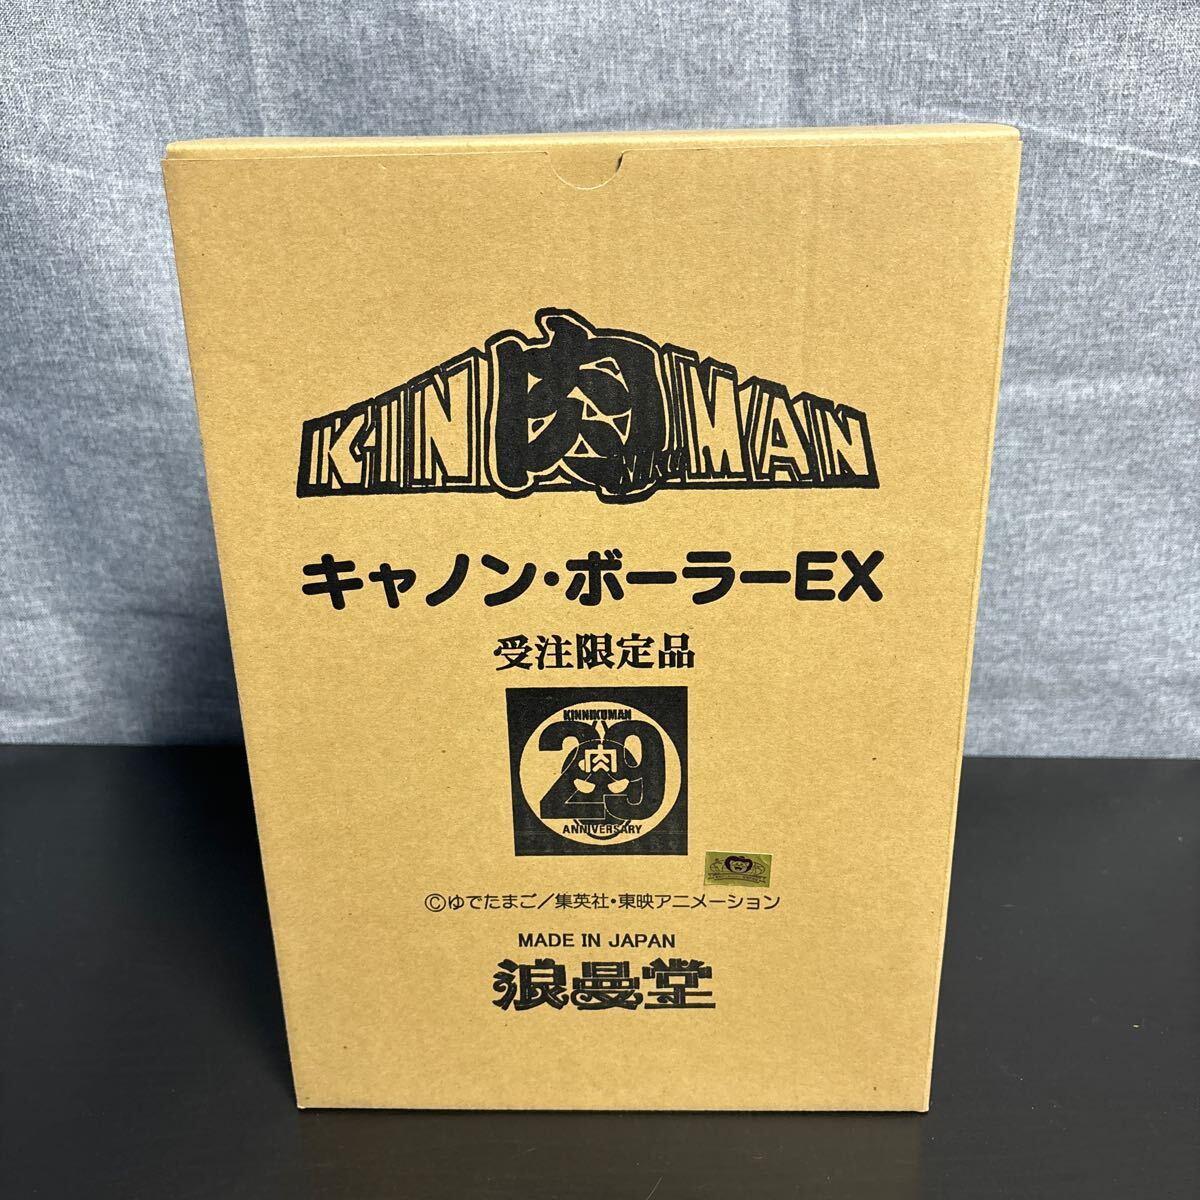 KIN肉MAN
キャノン・ボーラーEX
受注限定品
KINNIKUMAN
29
肉
ANNIVERSARY
©ゆでたまご/集英社・東映アニメーション
MADE IN JAPAN
浪曼堂